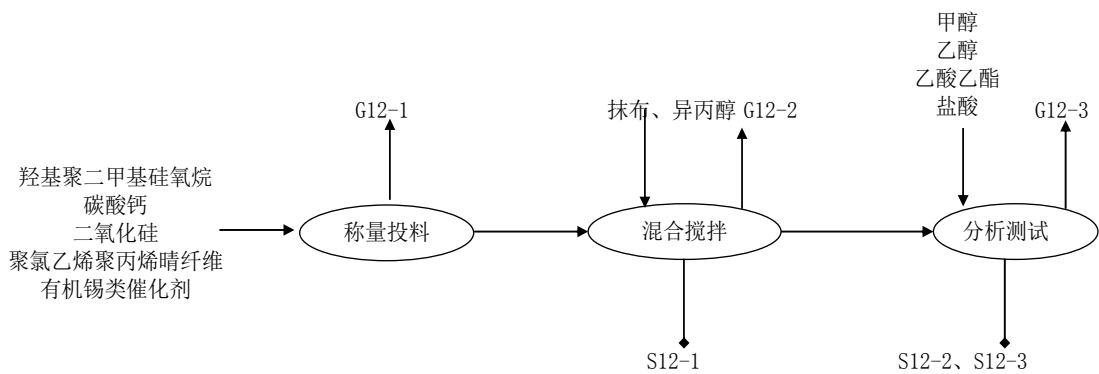 甲醇
乙醇
乙酸乙酯
盐酸
G12-1
抹布、异丙醇 G12-2
G12-3
羟基聚二甲基硅氧烷
碳酸钙
二氧化硅
聚氯乙烯聚丙烯晴纤维
有机锡类催化剂
称量投料
混合搅拌
分析测试
S12-1
S12-2、S12-3